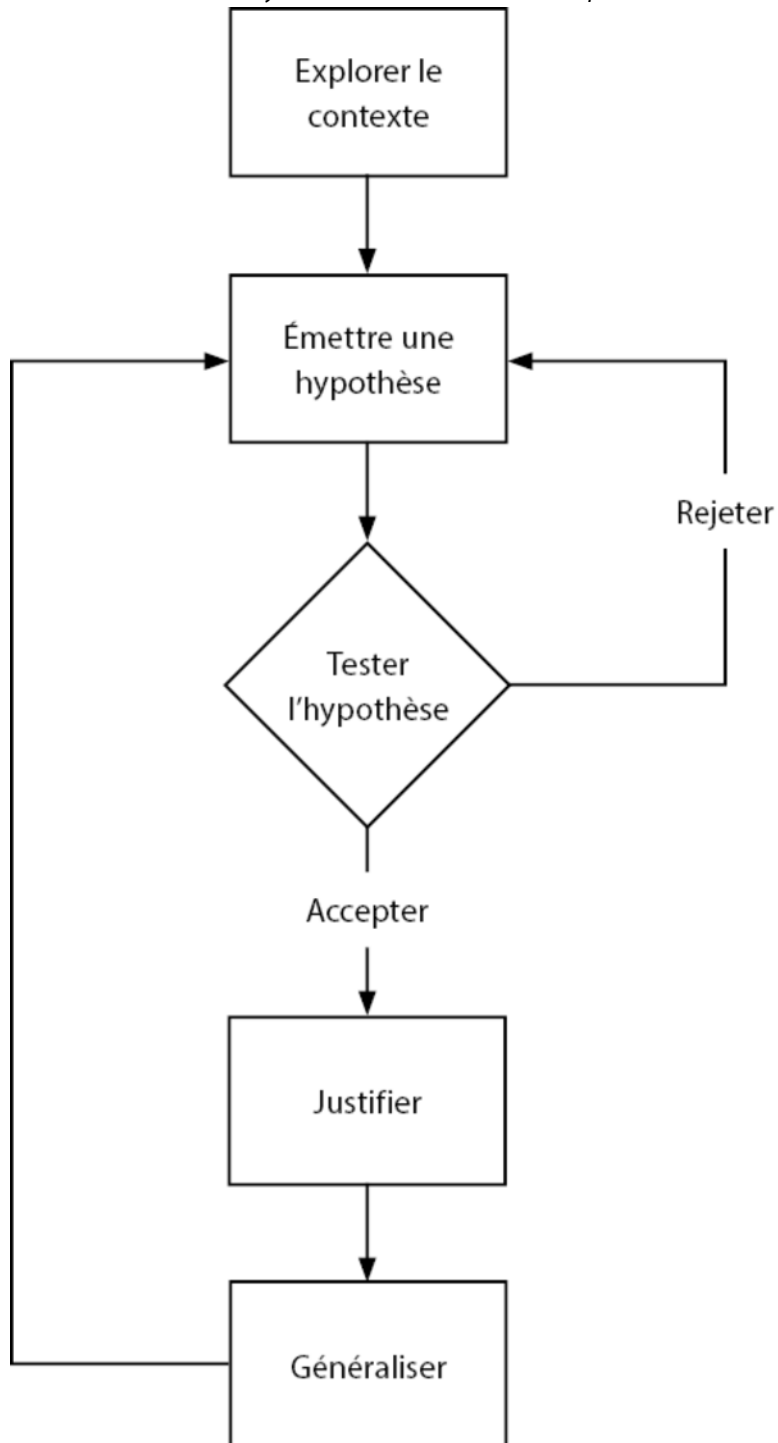 Explorer le
contexte
Émettre une
hypothèse
Rejeter
Tester
l'hypothèse
Accepter
Justifier
Généraliser